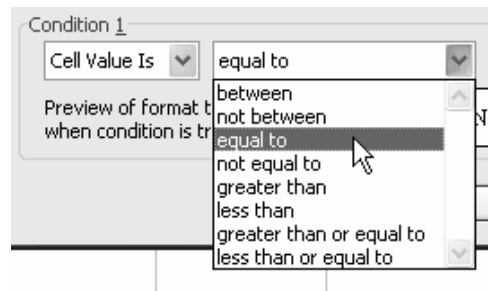 Condition 1
Cell Value Is equal to
between
Preview of format t
not between
when condition is tr
equal to
not equal to
greater than
less than
greater than or equal to
less than or equal to